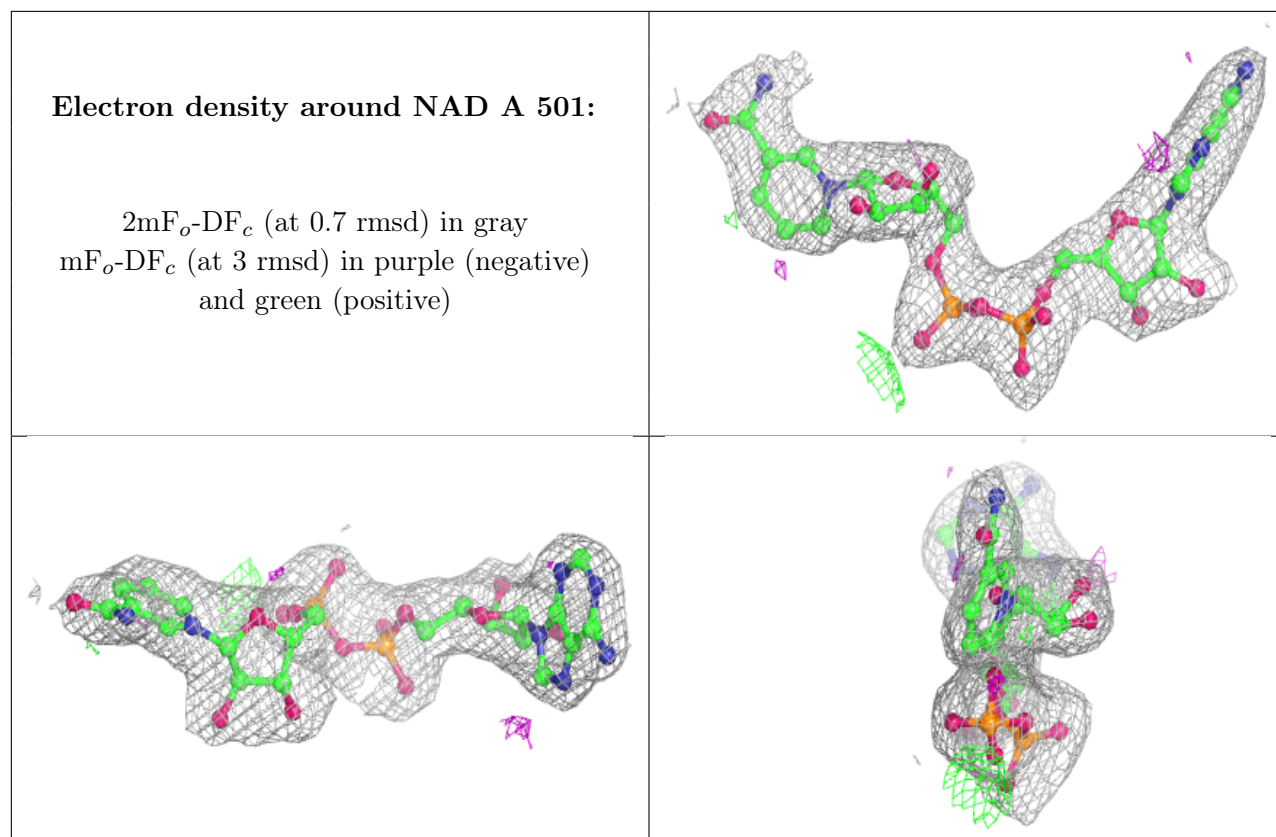 Electron density around NAD A 501:
2mFo-DFc (at 0.7 rmsd) in gray
mFo-DFc (at 3 rmsd) in purple (negative)
and green (positive)